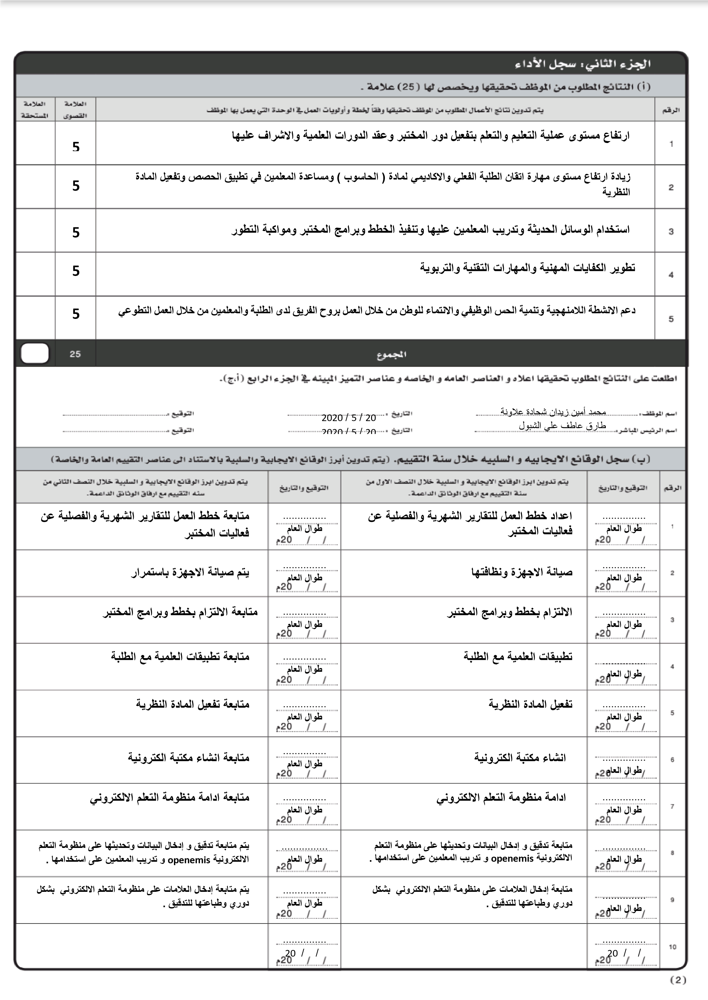 الجزء الثاني: سجل الأداء
(أ) النتائج المطلوب من الموظف تحقيقها ويخصص لها (25) علامة .
الرقم
يتم تدوين نتائج الأعمال المطلوب من الموظف تحقيقها وفقاً لخطة وأولويات العمل في الوحدة التي يعمل بها الموظف
العلامة القصوى
العلامة المستحقة
1
ارتفاع مستوى عملية التعليم والتعلم بتفعيل دور المختبر وعقد الدورات العلمية والاشراف عليها
5
2
زيادة ارتفاع مستوى مهارة اتقان الطلبة الفعلي والاكاديمي لمادة ( الحاسوب ) ومساعدة المعلمين في تطبيق الحصص وتفعيل المادة
النظرية
5
3
استخدام الوسائل الحديثة وتدريب المعلمين عليها وتنفيذ الخطط وبرامج المختبر ومواكبة التطور
5
4
تطوير الكفايات المهنية والمهارات التقنية والتربوية
5
5
دعم الانشطة اللامنهجية وتنمية الحس الوظيفي والانتماء للوطن من خلال العمل بروح الفريق لدى الطلبة والمعلمين من خلال العمل التطوعي
5
المجموع
25
اطلعت على النتائج المطلوب تحقيقها اعلاه و العناصر العامه و الخاصه و عناصر التميز المبينه في الجزء الرابع (أ،ج).
اسم الموظف: محمد أمين زيدان شحادة علاونة التاريخ : 20 / 5 / 2020 التوقيع :
اسم الرئيس المباشر: طارق عاطف علي الشبول التاريخ : 20 / 5 / 2020 التوقيع :
(ب) سجل الوقائع الايجابيه و السلبيه خلال سنة التقييم. (يتم تدوين أبرز الوقائع الايجابية والسلبية بالاستناد الى عناصر التقييم العامة والخاصة)
الرقم
التوقيع والتاريخ
يتم تدوين ابرز الوقائع الايجابية و السلبية خلال النصف الاول من
سنة التقييم مع ارفاق الوثائق الداعمة.
التوقيع والتاريخ
يتم تدوين ابرز الوقائع الايجابية و السلبية خلال النصف الثاني من
سنه التقييم مع ارفاق الوثائق الداعمة.
1
طوال العام
/ / 20م
اعداد خطط العمل للتقارير الشهرية والفصلية عن
فعاليات المختبر
طوال العام
/ / 20م
متابعة خطط العمل للتقارير الشهرية والفصلية عن
فعاليات المختبر
2
طوال العام
/ / 20م
صيانة الاجهزة ونظافتها
طوال العام
/ / 20م
يتم صيانة الاجهزة باستمرار
3
طوال العام
/ / 20م
الالتزام بخطط وبرامج المختبر
طوال العام
/ / 20م
متابعة الالتزام بخطط وبرامج المختبر
4
طوال العام
/ / 20م
تطبيقات العلمية مع الطلبة
طوال العام
/ / 20م
متابعة تطبيقات العلمية مع الطلبة
5
طوال العام
/ / 20م
تفعيل المادة النظرية
طوال العام
/ / 20م
متابعة تفعيل المادة النظرية
6
طوال العام
/ / 20م
انشاء مكتبة الكترونية
طوال العام
/ / 20م
متابعة انشاء مكتبة الكترونية
7
طوال العام
/ / 20م
ادامة منظومة التعلم الالكتروني
طوال العام
/ / 20م
متابعة ادامة منظومة التعلم الالكتروني
8
طوال العام
/ / 20م
متابعة تدقيق و إدخال البيانات وتحديثها على منظومة التعلم
الالكترونية openemis و تدريب المعلمين على استخدامها .
طوال العام
/ / 20م
يتم متابعة تدقيق و إدخال البيانات وتحديثها على منظومة التعلم
الالكترونية openemis و تدريب المعلمين على استخدامها .
9
طوال العام
/ / 20م
متابعة إدخال العلامات على منظومة التعلم الالكتروني بشكل
دوري وطباعتها للتدقيق .
طوال العام
/ / 20م
يتم متابعة إدخال العلامات على منظومة التعلم الالكتروني بشكل
دوري وطباعتها للتدقيق .
10
/ / 20
/ / 20م
/ / 20
/ / 20م
(2)